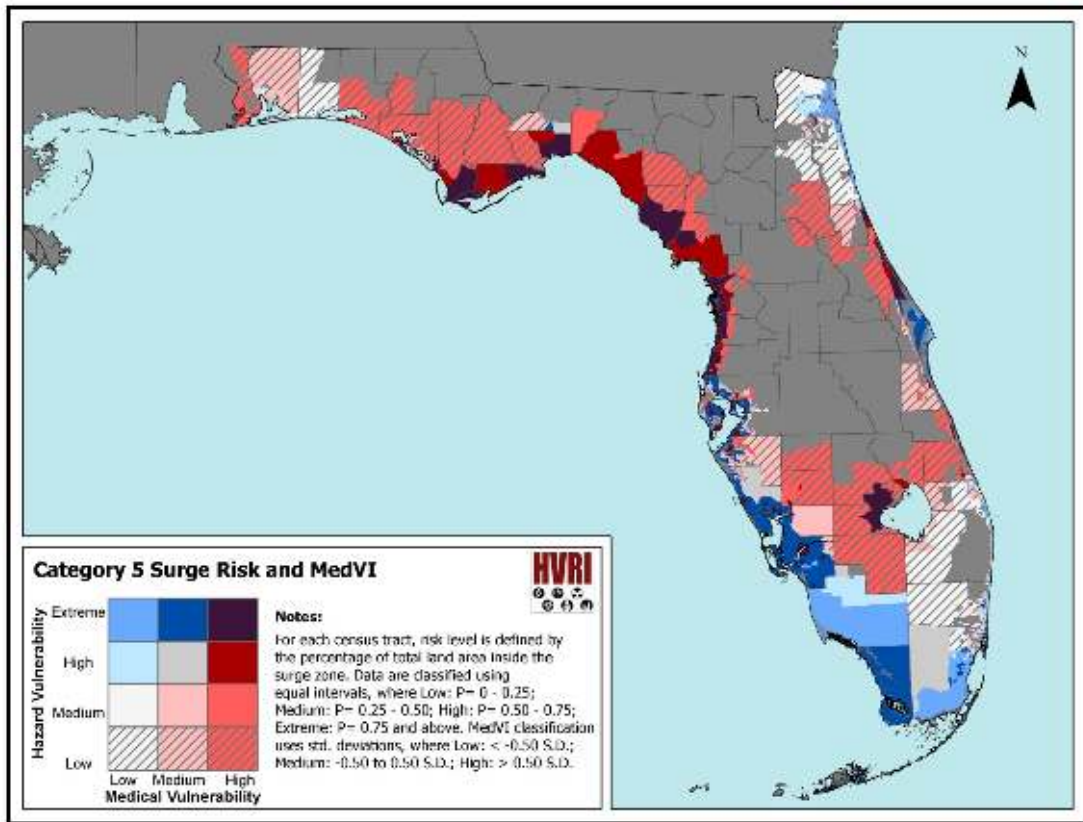 N
Category 5 Surge Risk and MedVI
HVRI
Hazard Vulnerability
Extreme
High
Medium
Low
Low Medium High
Medical Vulnerability
Notes:
For each census tract, risk level is defined by
the percentage of total land area inside the
surge zone. Data are classified using
equal intervals, where Low: P= 0 - 0.25;
Medium: P= 0.25 - 0.50; High: P= 0.50 - 0.75;
Extreme: P= 0.75 and above. MedVI classification
uses std. deviations, where Low: < -0.50 S.D.;
Medium: -0.50 to 0.50 S.D.; High: > 0.50 S.D.